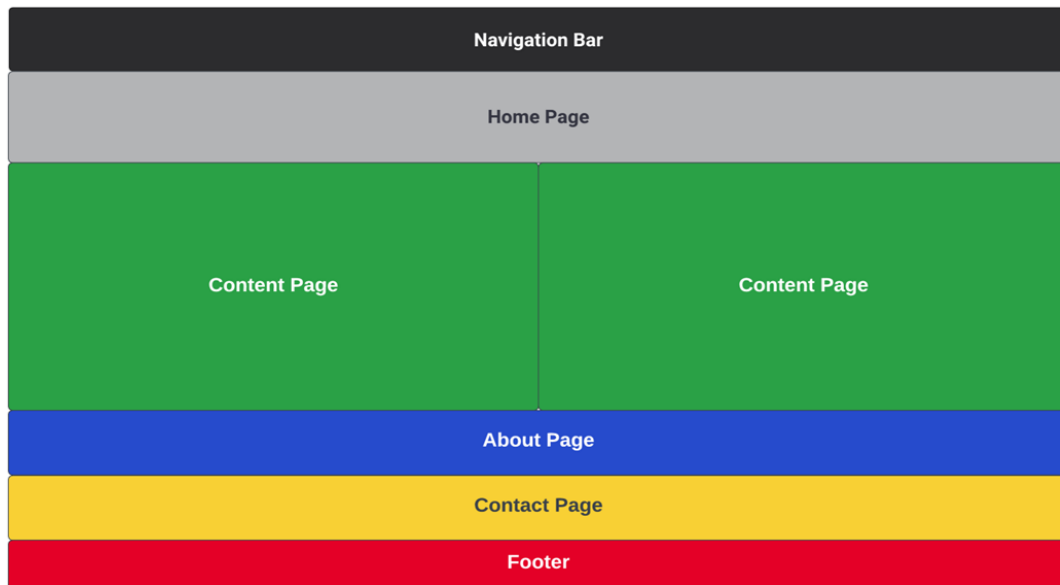 Navigation Bar
Home Page
Content Page
Content Page
About Page
Contact Page
Footer